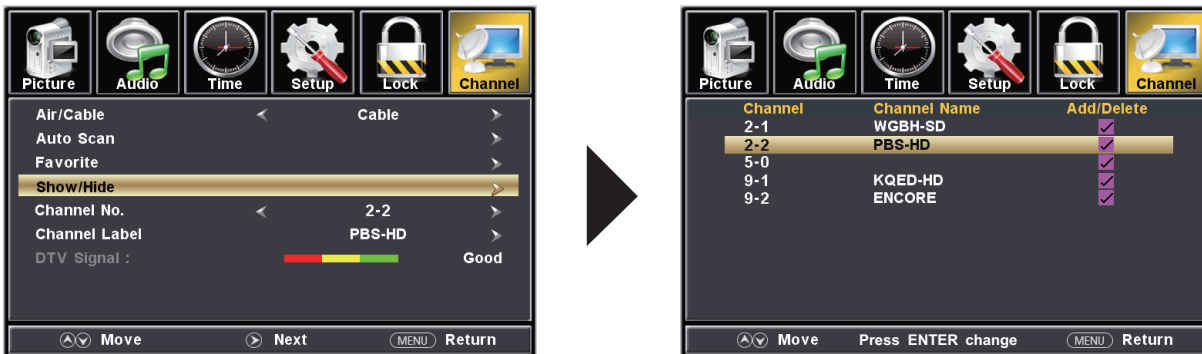 Picture Audio Time Setup Lock Channel
Air/Cable Cable
Auto Scan
Favorite
Show/Hide
Channel No. 2-2
Channel Label PBS-HD
DTV Signal : Good
Move Next MENU Return
Picture Audio Time Setup Lock Channel
Channel Channel Name Add/Delete
2-1 WGBH-SD
2-2 PBS-HD
5-0
9-1 KQED-HD
9-2 ENCORE
Move Press ENTER change MENU Return